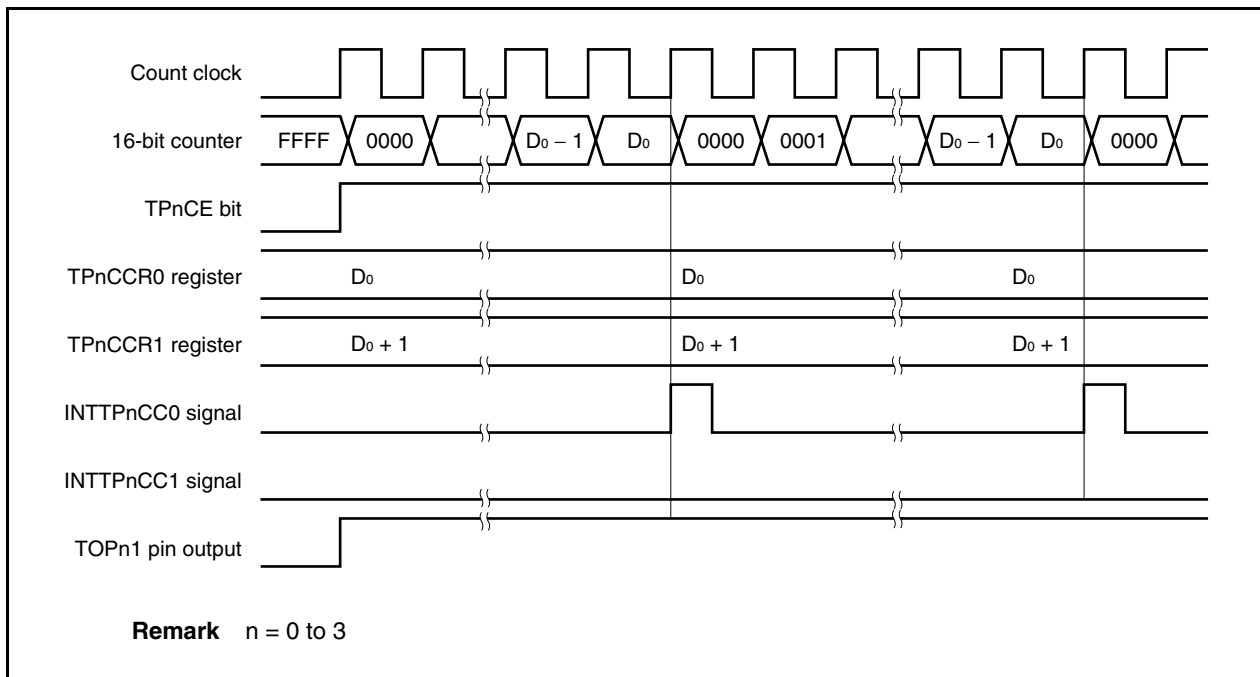 Count clock
16-bit counter FFFF 0000 D₀ − 1 D₀ 0000 0001 D₀ − 1 D₀ 0000
TPnCE bit
TPnCCR0 register D₀ D₀ D₀
TPnCCR1 register D₀ + 1 D₀ + 1 D₀ + 1
INTTPnCC0 signal
INTTPnCC1 signal
TOPn1 pin output
Remark n = 0 to 3